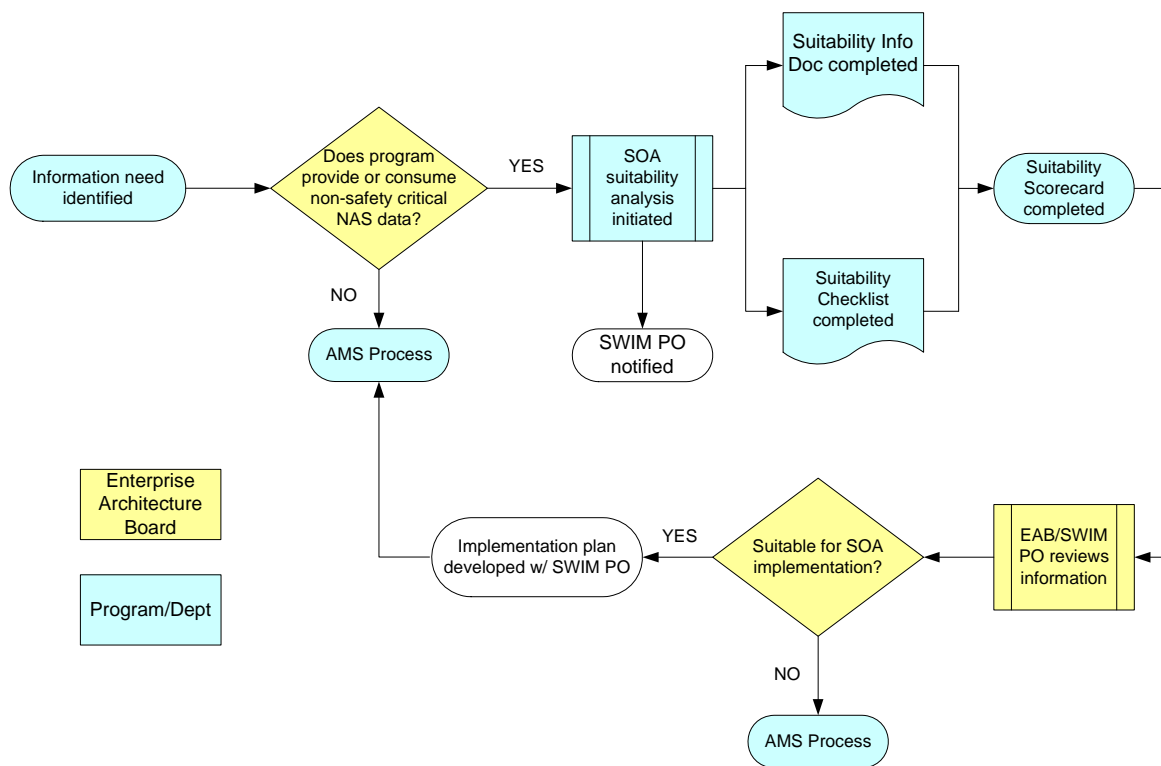 Information need
identified
Does program
provide or consume
non-safety critical
NAS data?
YES
NO
AMS Process
SOA
suitability
analysis
initiated
SWIM PO
notified
Suitability Info
Doc completed
Suitability
Checklist
completed
Suitability
Scorecard
completed
EAB/SWIM
PO reviews
information
Suitable for SOA
implementation?
YES
Implementation plan
developed w/ SWIM PO
NO
AMS Process
Enterprise
Architecture
Board
Program/Dept